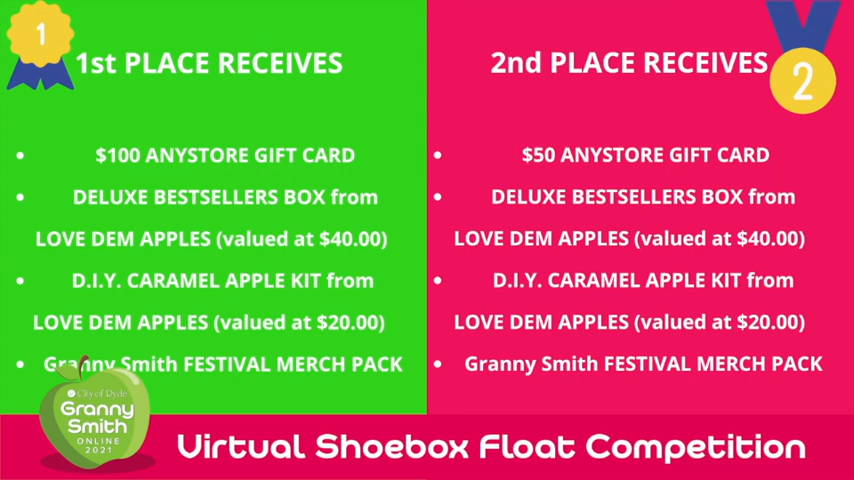 1
1st PLACE RECEIVES
• $100 ANYSTORE GIFT CARD
• DELUXE BESTSELLERS BOX from
LOVE DEM APPLES (valued at $40.00)
• D.I.Y. CARAMEL APPLE KIT from
LOVE DEM APPLES (valued at $20.00)
• Granny Smith FESTIVAL MERCH PACK
2nd PLACE RECEIVES
2
• $50 ANYSTORE GIFT CARD
• DELUXE BESTSELLERS BOX from
LOVE DEM APPLES (valued at $40.00)
• D.I.Y. CARAMEL APPLE KIT from
LOVE DEM APPLES (valued at $20.00)
• Granny Smith FESTIVAL MERCH PACK
City of Ryde
Granny
Smith
ONLINE
2021
Virtual Shoebox Float Competition